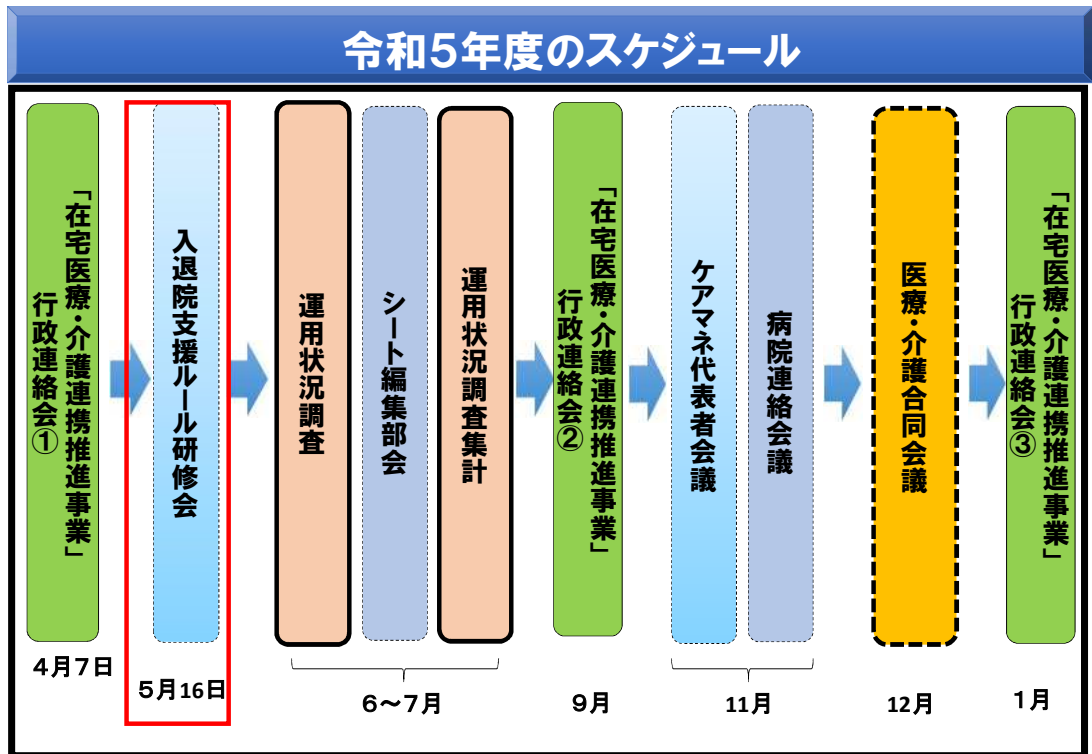 令和５年度のスケジュール
「在宅医療・介護連携推進事業」
行政連絡会①
４月７日
入退院支援ルール研修会
５月16日
運用状況調査
シート編集部会
運用状況調査集計
６～７月
「在宅医療・介護連携推進事業」
行政連絡会②
９月
ケアマネ代表者会議
病院連絡会議
11月
医療・介護合同会議
12月
「在宅医療・介護連携推進事業」
行政連絡会③
１月